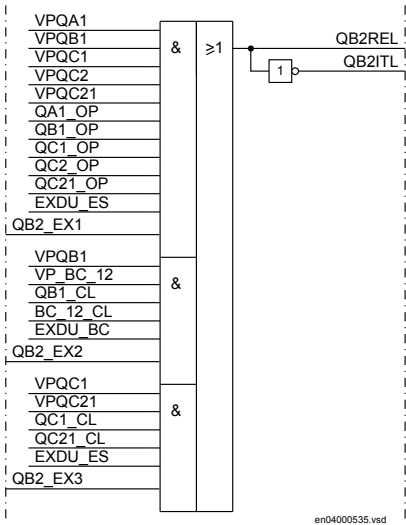 VPQA1
VPQB1
VPQC1
VPQC2
VPQC21
QA1_OP
QB1_OP
QC1_OP
QC2_OP
QC21_OP
EXDU_ES
QB2_EX1
&
≥1
QB2REL
QB2ITL
1
VPQB1
VP_BC_12
QB1_CL
BC_12_CL
EXDU_BC
QB2_EX2
&
VPQC1
VPQC21
QC1_CL
QC21_CL
EXDU_ES
QB2_EX3
&
en04000535.vsd